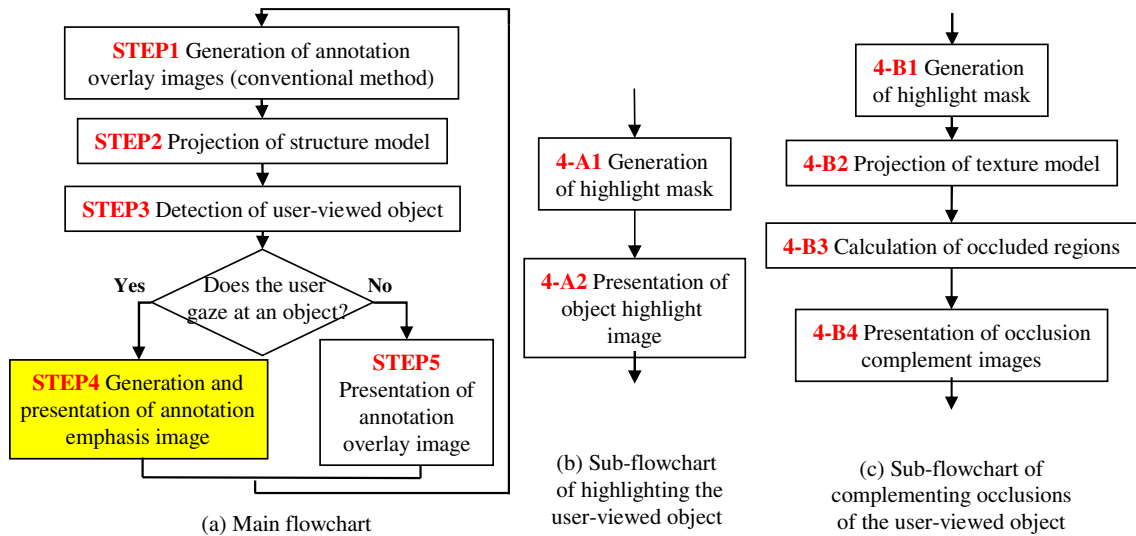 STEP1 Generation of annotation
overlay images (conventional method)
STEP2 Projection of structure model
STEP3 Detection of user-viewed object
Yes
Does the user
gaze at an object?
No
STEP4 Generation and
presentation of annotation
emphasis image
STEP5
Presentation of
annotation
overlay image
(a) Main flowchart
4-A1 Generation
of highlight mask
4-A2 Presentation of
object highlight
image
(b) Sub-flowchart
of highlighting the
user-viewed object
4-B1 Generation
of highlight mask
4-B2 Projection of texture model
4-B3 Calculation of occluded regions
4-B4 Presentation of occlusion
complement images
(c) Sub-flowchart of
complementing occlusions
of the user-viewed object